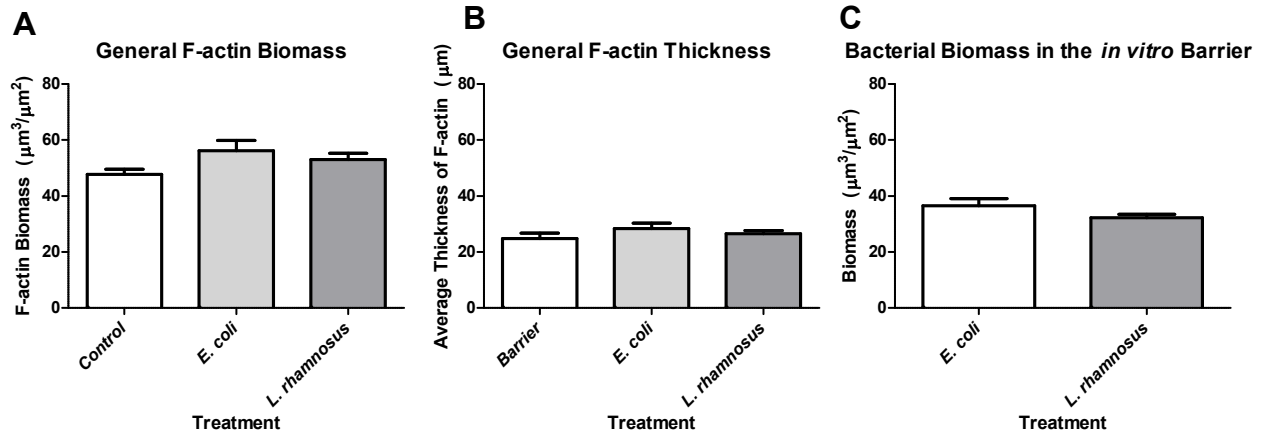 A
General F-actin Biomass
F-actin Biomass (μm³/μm²)
80
60
40
20
0
Control
E. coli
L. rhamnosus
Treatment
B
General F-actin Thickness
Average Thickness of F-actin (μm)
80
60
40
20
0
Barrier
E. coli
L. rhamnosus
Treatment
C
Bacterial Biomass in the in vitro Barrier
Biomass (μm³/μm²)
80
60
40
20
0
E. coli
L. rhamnosus
Treatment